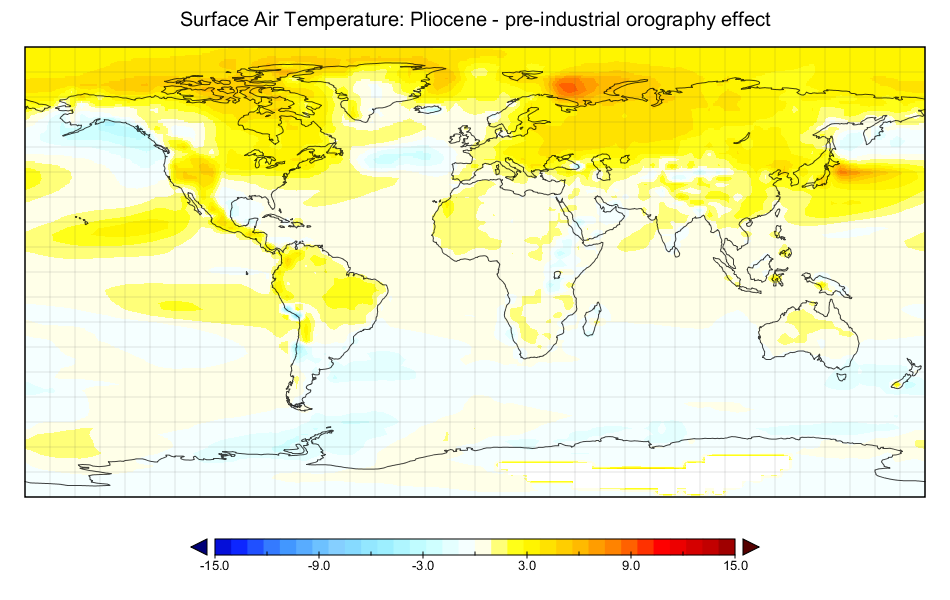 Surface Air Temperature: Pliocene - pre-industrial orography effect
-15.0 -9.0 -3.0 3.0 9.0 15.0